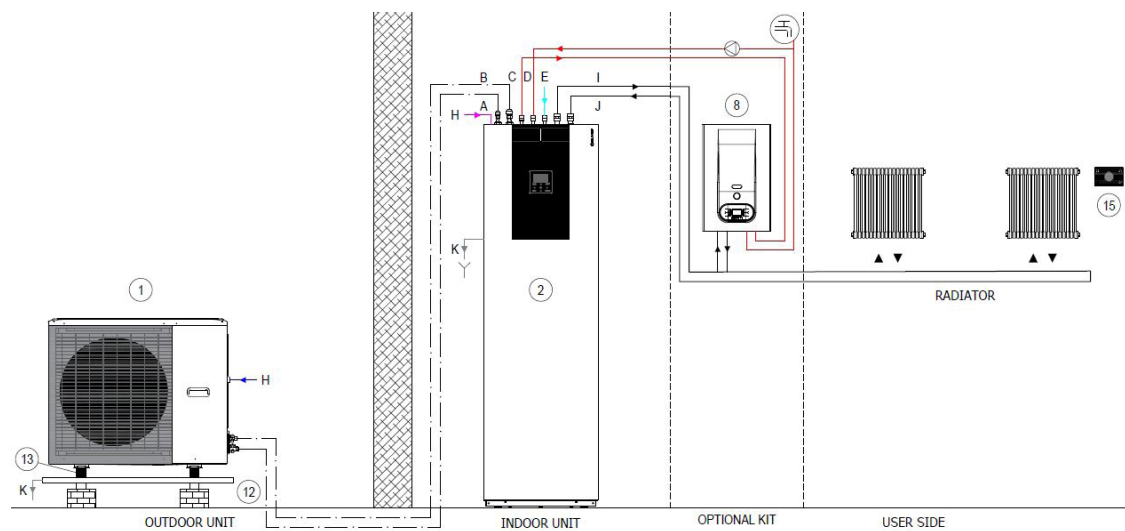 B
C
D
E
I
H
A
J
8
15
K
1
2
RADIATOR
H
13
K
12
OUTDOOR UNIT
INDOOR UNIT
OPTIONAL KIT
USER SIDE